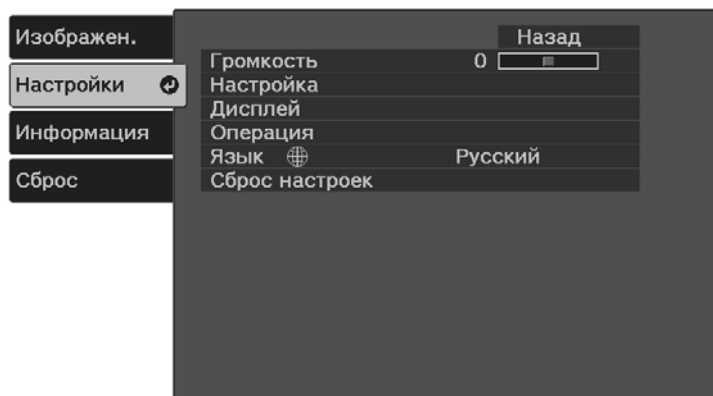 Изображен.
Настройки
Информация
Сброс
Назад
Громкость 0
Настройка
Дисплей
Операция
Язык Русский
Сброс настроек